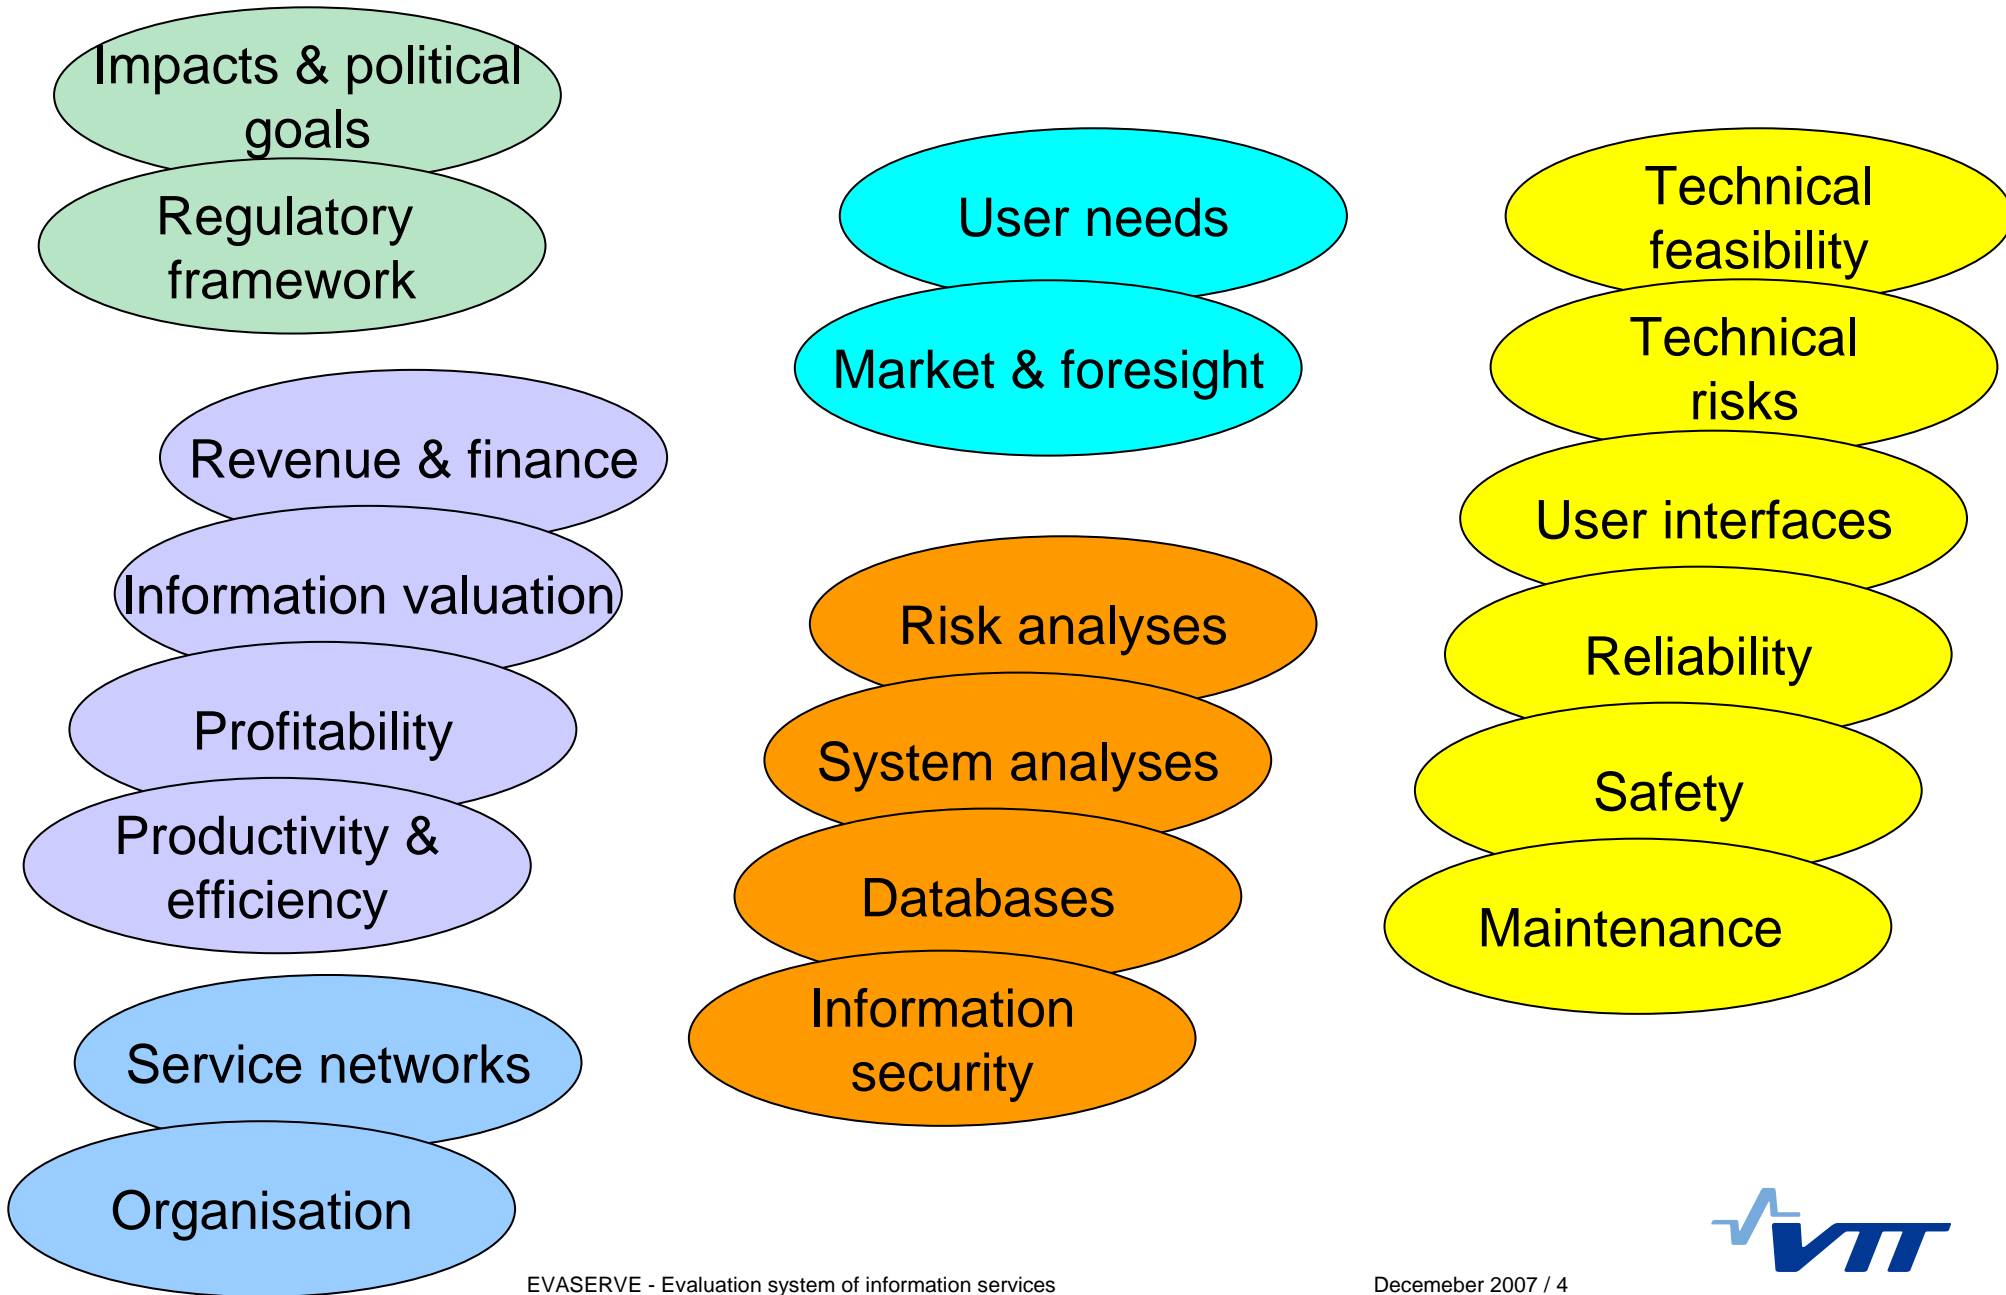 Impacts & political
goals
Regulatory
framework
Revenue & finance
Information valuation
Profitability
Productivity &
efficiency
Service networks
Organisation
User needs
Market & foresight
Risk analyses
System analyses
Databases
Information
security
Technical
feasibility
Technical
risks
User interfaces
Reliability
Safety
Maintenance
VTT
EVASERVE - Evaluation system of information services
Decemeber 2007 / 4